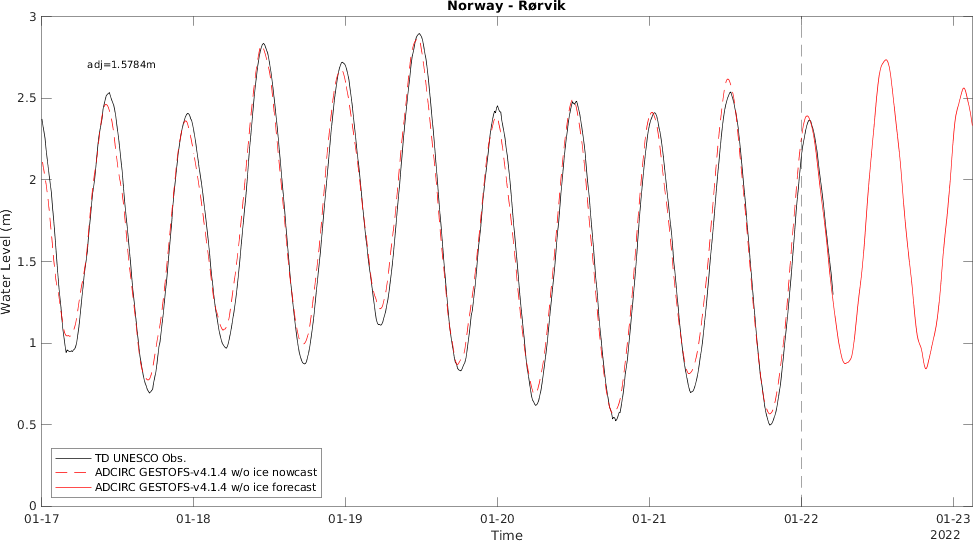 Norway - Rørvik
3
adj=1.5784m
2.5
2
1.5
1
0.5
0
Water Level (m)
TD UNESCO Obs.
ADCIRC GESTOFS-v4.1.4 w/o ice nowcast
ADCIRC GESTOFS-v4.1.4 w/o ice forecast
01-17 01-18 01-19 01-20 01-21 01-22 01-23
Time
2022